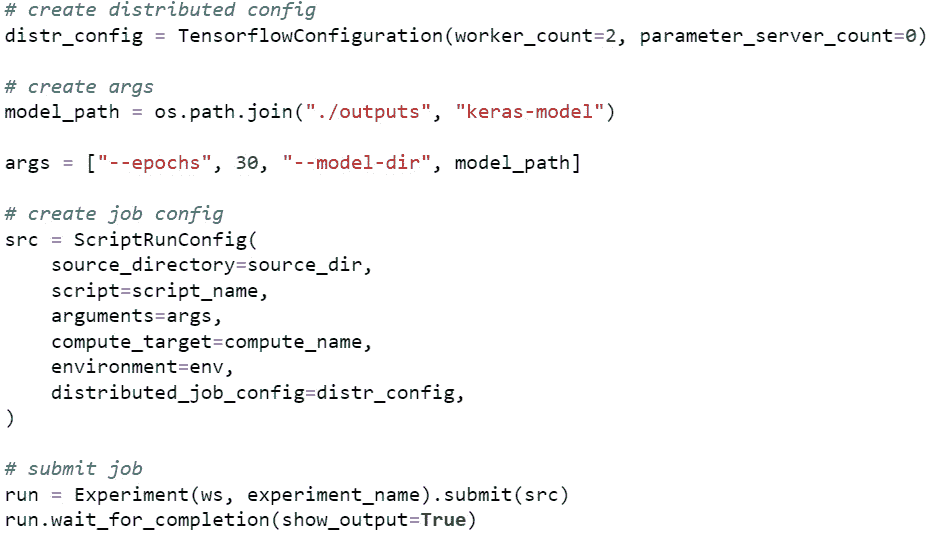 # create distributed config
distr_config = TensorflowConfiguration(worker_count=2, parameter_server_count=0)

# create args
model_path = os.path.join("./outputs", "keras-model")

args = ["--epochs", 30, "--model-dir", model_path]

# create job config
src = ScriptRunConfig(
    source_directory=source_dir,
    script=script_name,
    arguments=args,
    compute_target=compute_name,
    environment=env,
    distributed_job_config=distr_config,
)

# submit job
run = Experiment(ws, experiment_name).submit(src)
run.wait_for_completion(show_output=True)